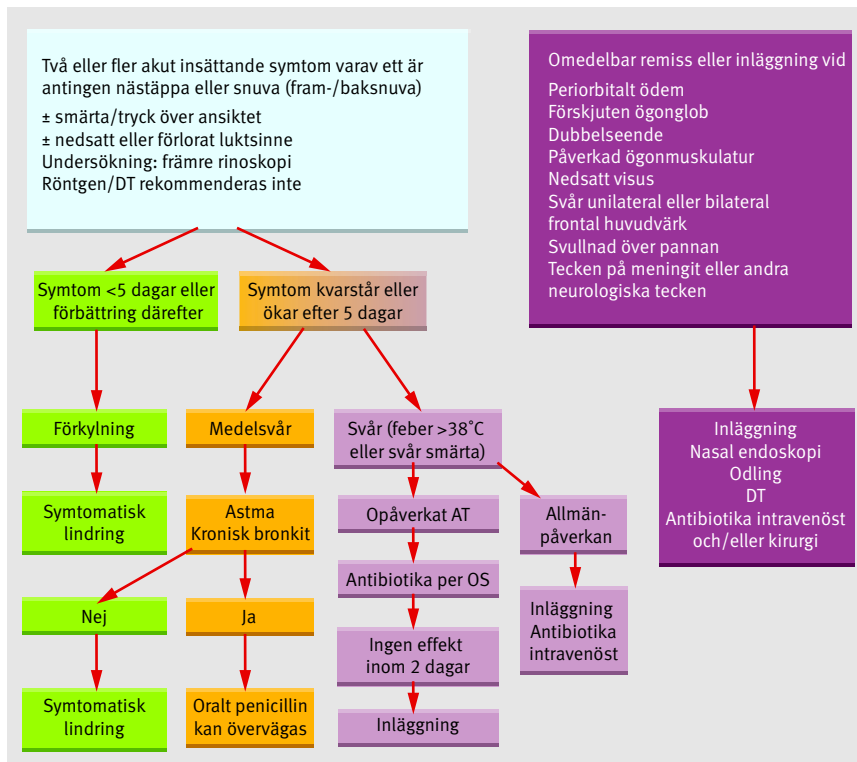 Två eller fler akut insättande symtom varav ett är
antingen nästäppa eller snuva (fram-/baksnuva)
± smärta/tryck över ansiktet
± nedsatt eller förlorat luktsinne
Undersökning: främre rinoskopi
Röntgen/DT rekommenderas inte
Omedelbar remiss eller inläggning vid
Periorbitalt ödem
Förskjuten ögonglob
Dubbelseende
Påverkad ögonmuskulatur
Nedsatt visus
Svår unilateral eller bilateral
frontal huvudvärk
Svullnad över pannan
Tecken på meningit eller andra
neurologiska tecken
Symtom <5 dagar eller
förbättring därefter
Symtom kvarstår eller
ökar efter 5 dagar
Förkylning
Medelsvår
Svår (feber >38˚C
eller svår smärta)
Inläggning
Nasal endoskopi
Odling
DT
Antibiotika intravenöst
och/eller kirurgi
Symtomatisk
lindring
Astma
Kronisk bronkit
Opåverkat AT
Allmän-
påverkan
Antibiotika per OS
Nej
Ja
Ingen effekt
inom 2 dagar
Inläggning
Antibiotika
intravenöst
Symtomatisk
lindring
Oralt penicillin
kan övervägas
Inläggning